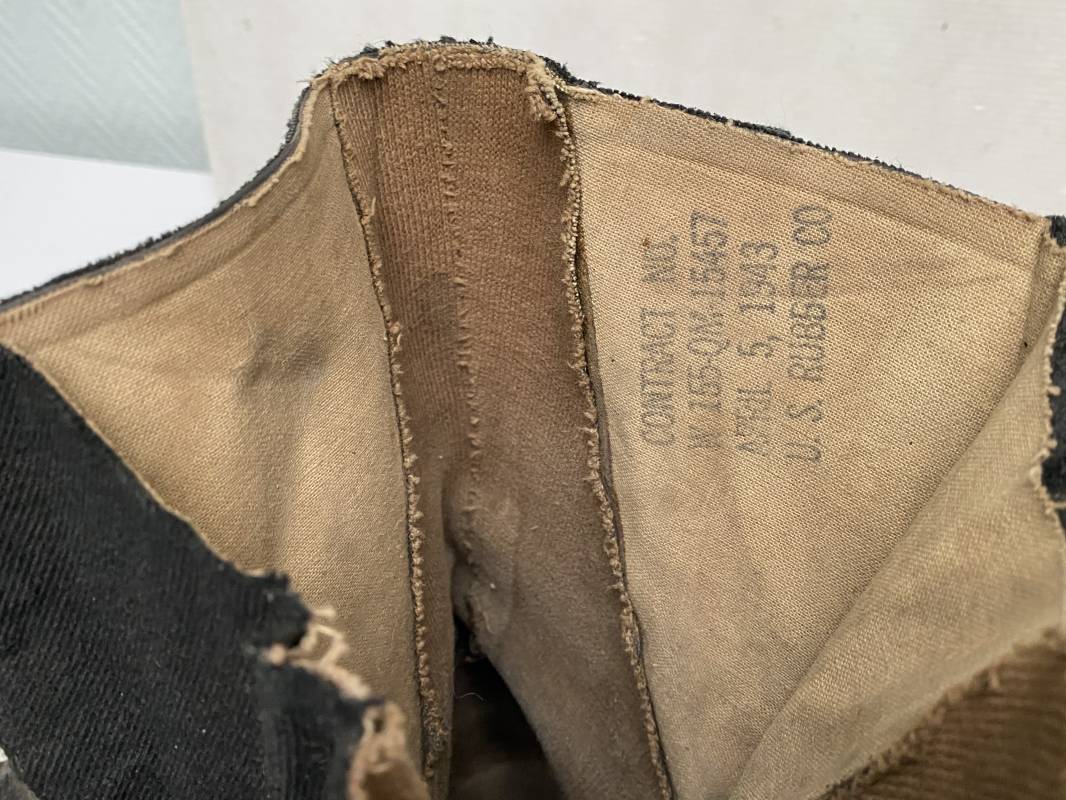 CONTRACT NO.
W 155-QM 15457
APRIL 5, 1943
U. S. RUBBER CO